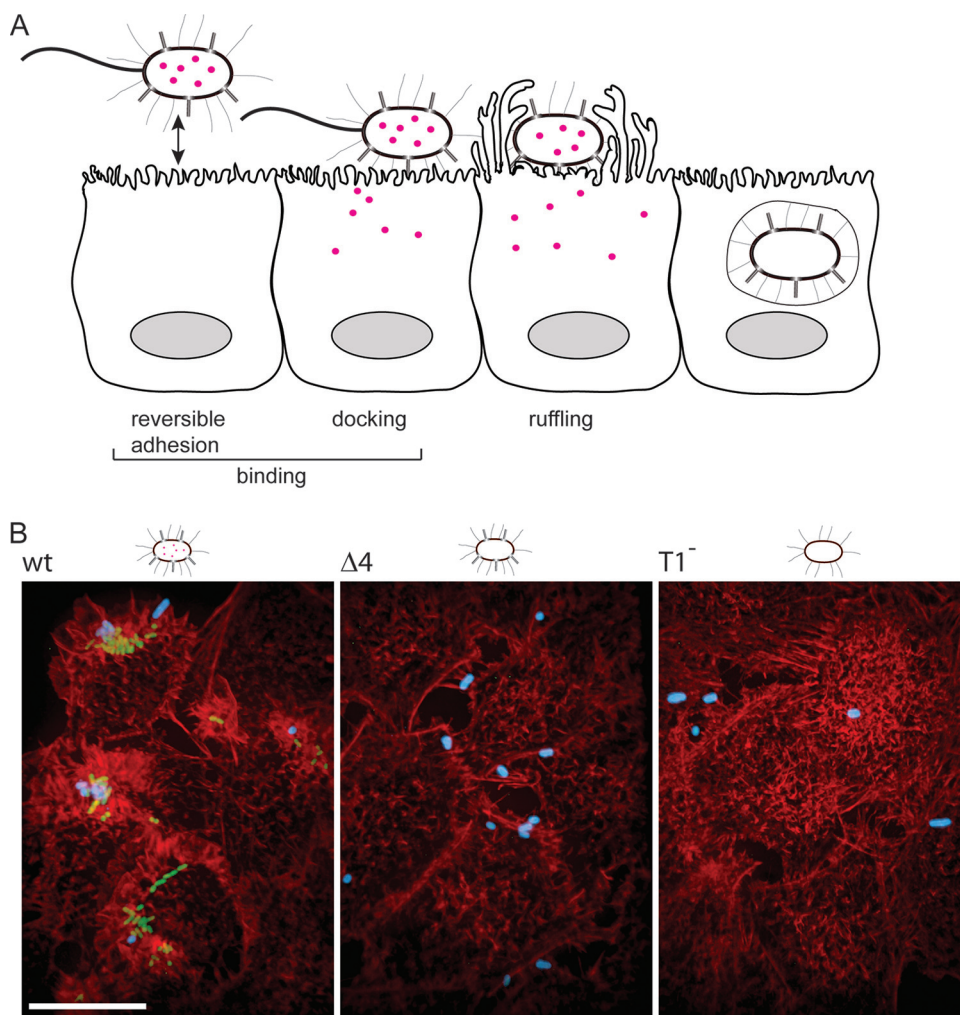 A
reversible
adhesion
docking
ruffling
binding
B
wt
Δ4
T1⁻